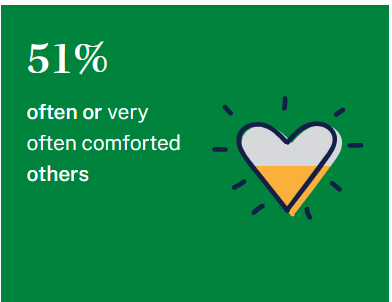 51%
often or very
often comforted
others